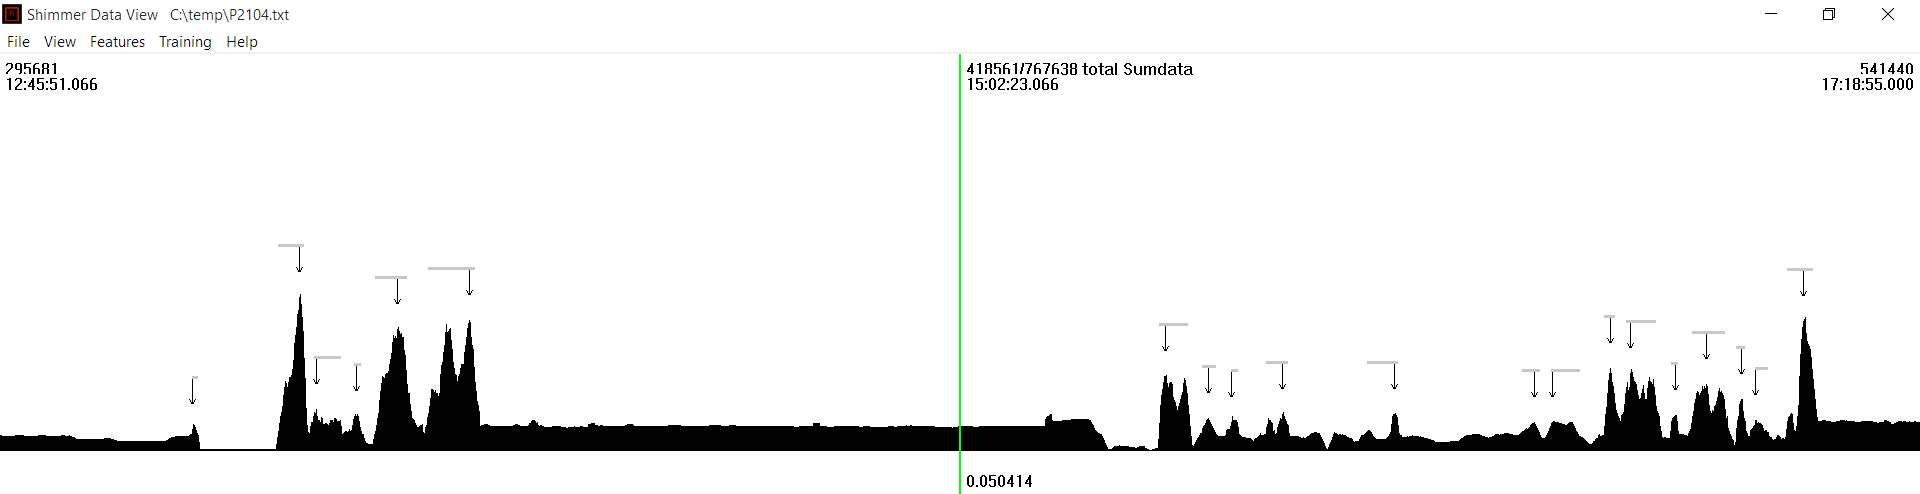 Shimmer Data View C:\temp\P2104.txt
File View Features Training Help
295681 418561/767638 total Sumdata 541440
12:45:51.066 15:02:23.066 17:18:55.000
0.050414